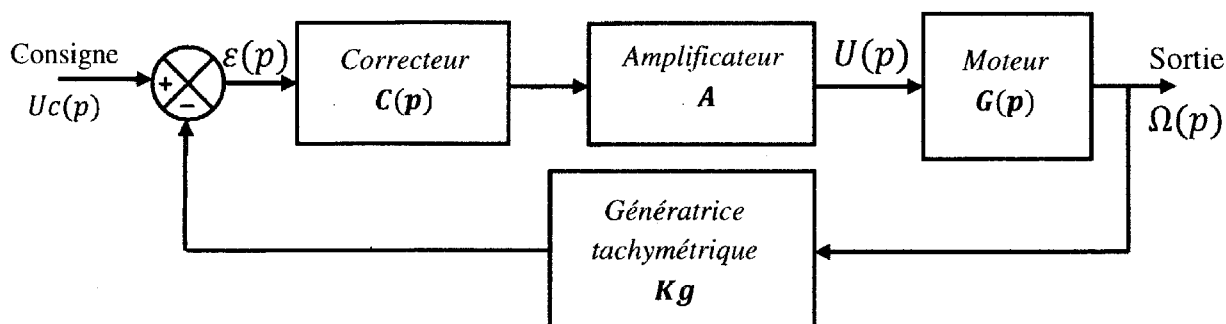 Consigne
Uc(p)
+
−
ε(p)
Correcteur
C(p)
Amplificateur
A
U(p)
Moteur
G(p)
Sortie
Ω(p)
Génératrice
tachymétrique
Kg